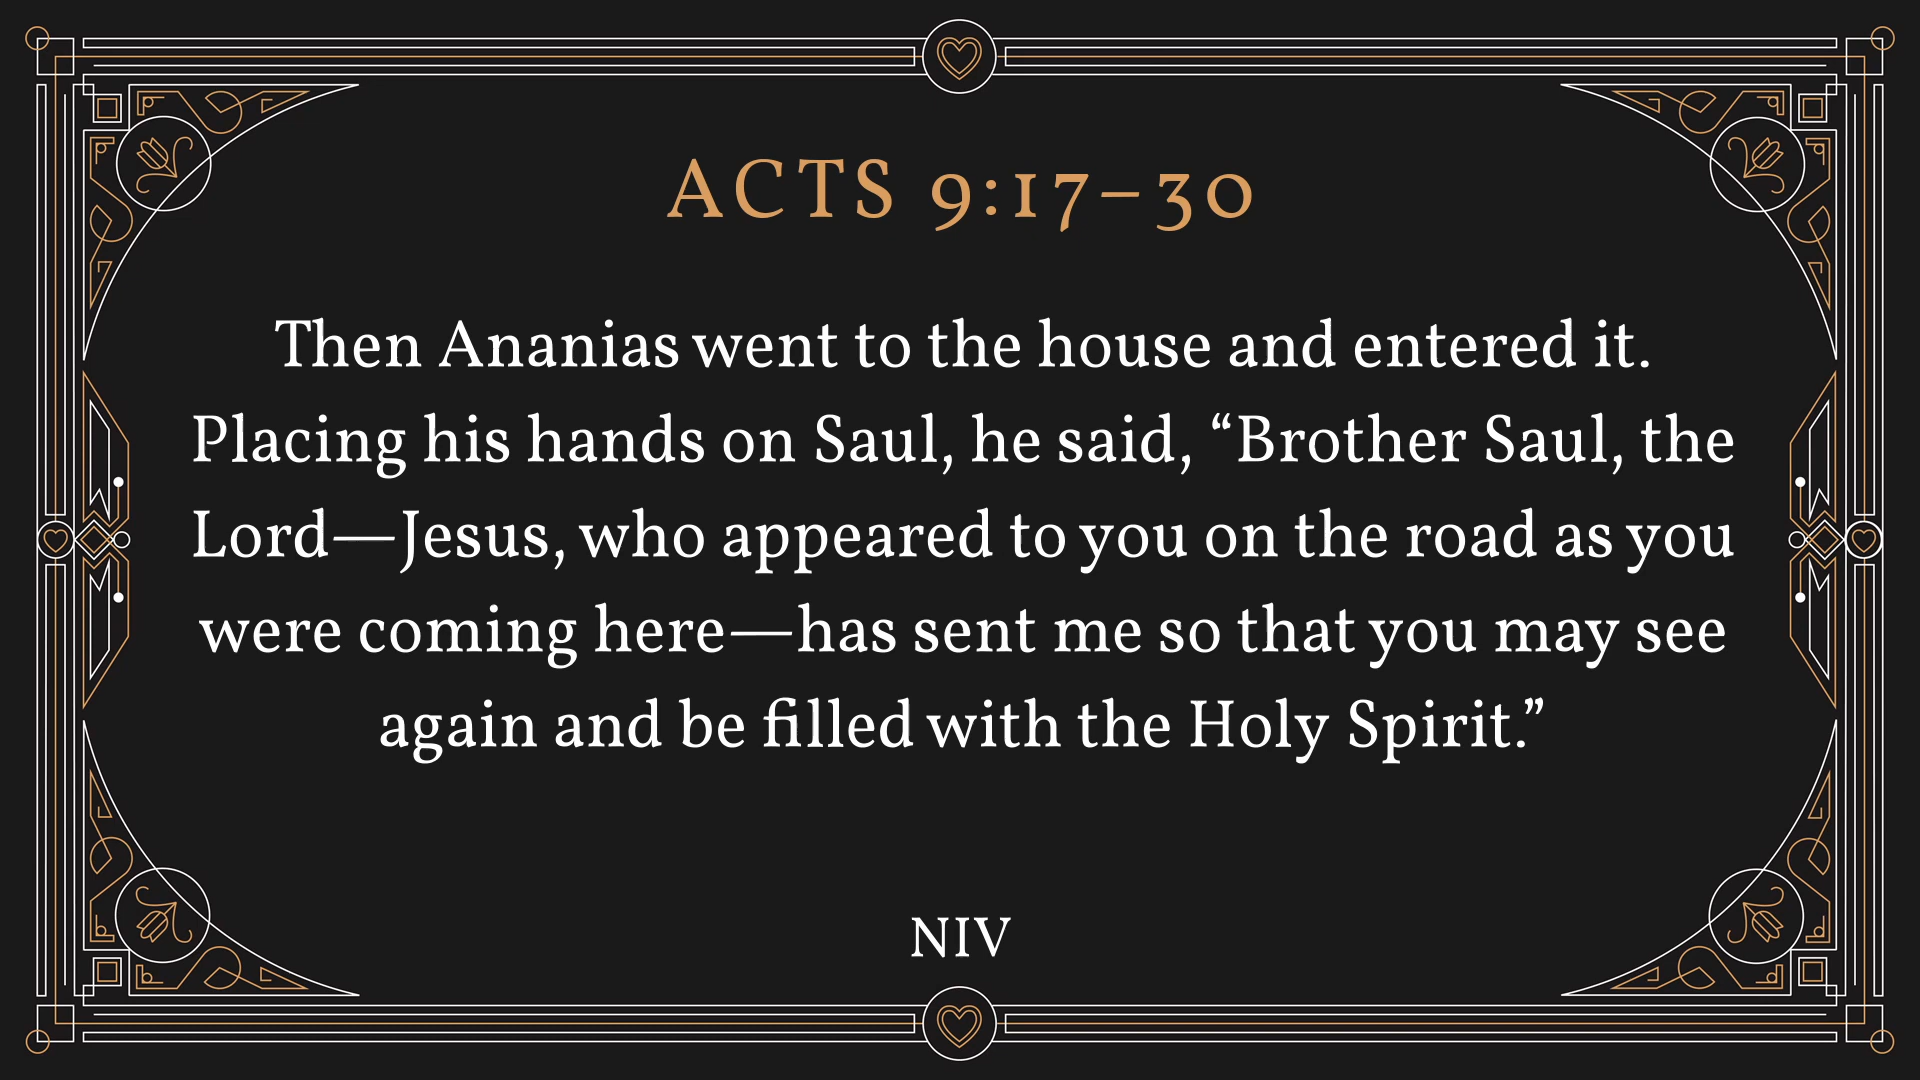 ACTS 9:17–30
Then Ananias went to the house and entered it.
Placing his hands on Saul, he said, “Brother Saul, the
Lord—Jesus, who appeared to you on the road as you
were coming here—has sent me so that you may see
again and be filled with the Holy Spirit.”
NIV